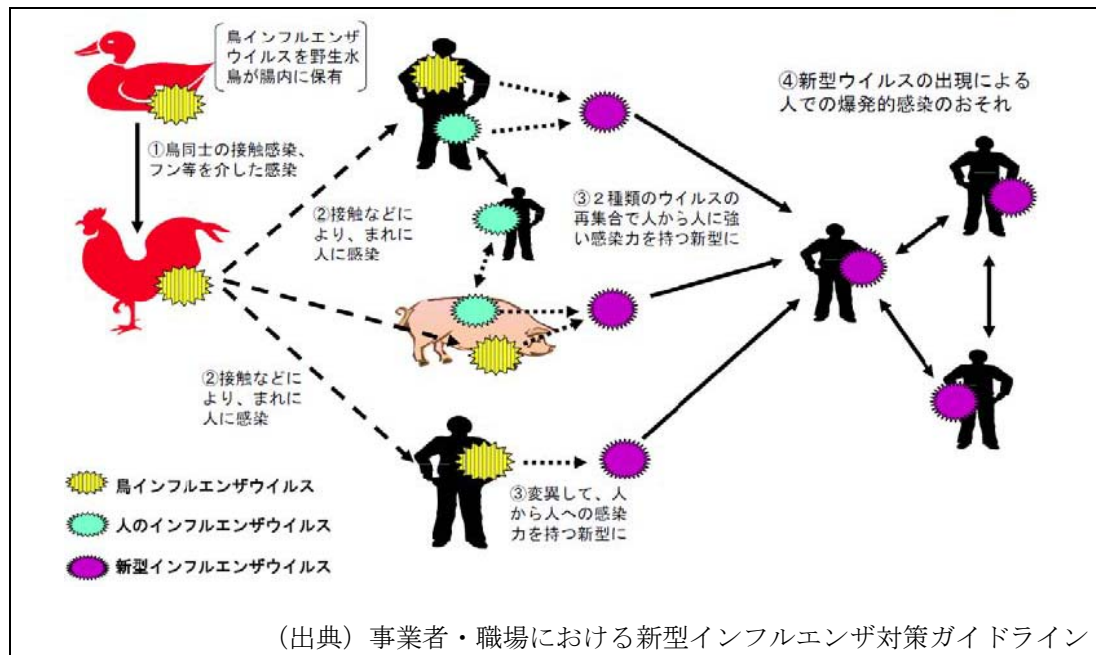 鳥インフルエンザ
ウイルスを野生水
鳥が腸内に保有
①鳥同士の接触感染、
フン等を介した感染
②接触などに
より、まれに
人に感染
③２種類のウイルスの
再集合で人から人に強
い感染力を持つ新型に
④新型ウイルスの出現による
人での爆発的感染のおそれ
②接触などに
より、まれに
人に感染
③変異して、人
から人への感染
力を持つ新型に
鳥インフルエンザウイルス
人のインフルエンザウイルス
新型インフルエンザウイルス
（出典）事業者・職場における新型インフルエンザ対策ガイドライン